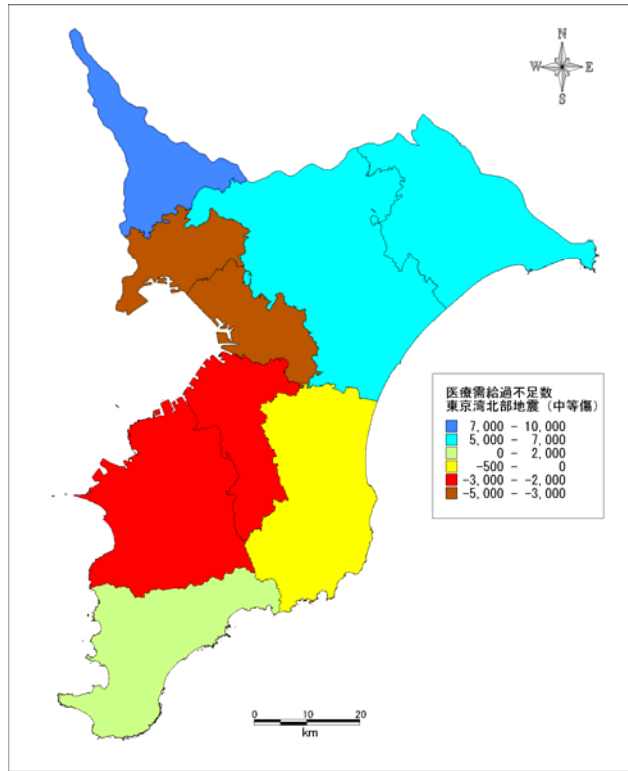 N
W E
S
医療需給過不足数
東京湾北部地震（中等傷）
7,000 - 10,000
5,000 - 7,000
0 - 2,000
-500 - 0
-3,000 - -2,000
-5,000 - -3,000
0 10 20
km